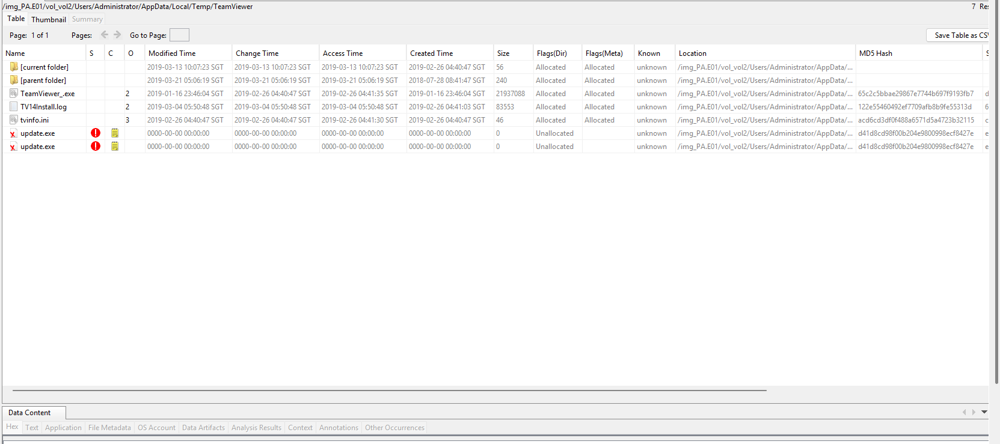 /img_PA.E01/vol_vol2/Users/Administrator/AppData/Local/Temp/TeamViewer 7 Res
Table Thumbnail Summary
Page: 1 of 1 Pages: Go to Page: Save Table as CSV
Name S C O Modified Time Change Time Access Time Created Time Size Flags(Dir) Flags(Meta) Known Location MD5 Hash S
[current folder] 2019-03-13 10:07:23 SGT 2019-03-13 10:07:23 SGT 2019-03-13 10:07:23 SGT 2019-02-26 04:40:47 SGT 56 Allocated Allocated unknown /img_PA.E01/vol_vol2/Users/Administrator/AppData/...
[parent folder] 2019-03-21 05:06:19 SGT 2019-03-21 05:06:19 SGT 2019-03-21 05:06:19 SGT 2018-07-28 08:41:47 SGT 240 Allocated Allocated unknown /img_PA.E01/vol_vol2/Users/Administrator/AppData/...
TeamViewer_.exe 2 2019-01-16 23:46:04 SGT 2019-02-26 04:40:47 SGT 2019-02-26 04:41:35 SGT 2019-01-16 23:46:04 SGT 21937088 Allocated Allocated unknown /img_PA.E01/vol_vol2/Users/Administrator/AppData/... 65c2c5bbae29867e7744b697f9193fb7 d
TV14Install.log 2 2019-03-04 05:50:48 SGT 2019-03-04 05:50:48 SGT 2019-03-04 05:50:48 SGT 2019-02-26 04:41:03 SGT 83553 Allocated Allocated unknown /img_PA.E01/vol_vol2/Users/Administrator/AppData/... 122e55460492ef7709afb8b9fe55313d 6
tvinfo.ini 3 2019-02-26 04:40:47 SGT 2019-02-26 04:40:47 SGT 2019-02-26 04:41:30 SGT 2019-02-26 04:40:47 SGT 46 Allocated Allocated unknown /img_PA.E01/vol_vol2/Users/Administrator/AppData/... acd6cd3df0f488a6571d5a4723b32115 c
update.exe 0000-00-00 00:00:00 0000-00-00 00:00:00 0000-00-00 00:00:00 0000-00-00 00:00:00 0 Unallocated unknown /img_PA.E01/vol_vol2/Users/Administrator/AppData/... d41d8cd98f00b204e9800998ecf8427e e
update.exe 0000-00-00 00:00:00 0000-00-00 00:00:00 0000-00-00 00:00:00 0000-00-00 00:00:00 0 Unallocated unknown /img_PA.E01/vol_vol2/Users/Administrator/AppData/... d41d8cd98f00b204e9800998ecf8427e e
Data Content
Hex Text Application File Metadata OS Account Data Artifacts Analysis Results Context Annotations Other Occurrences